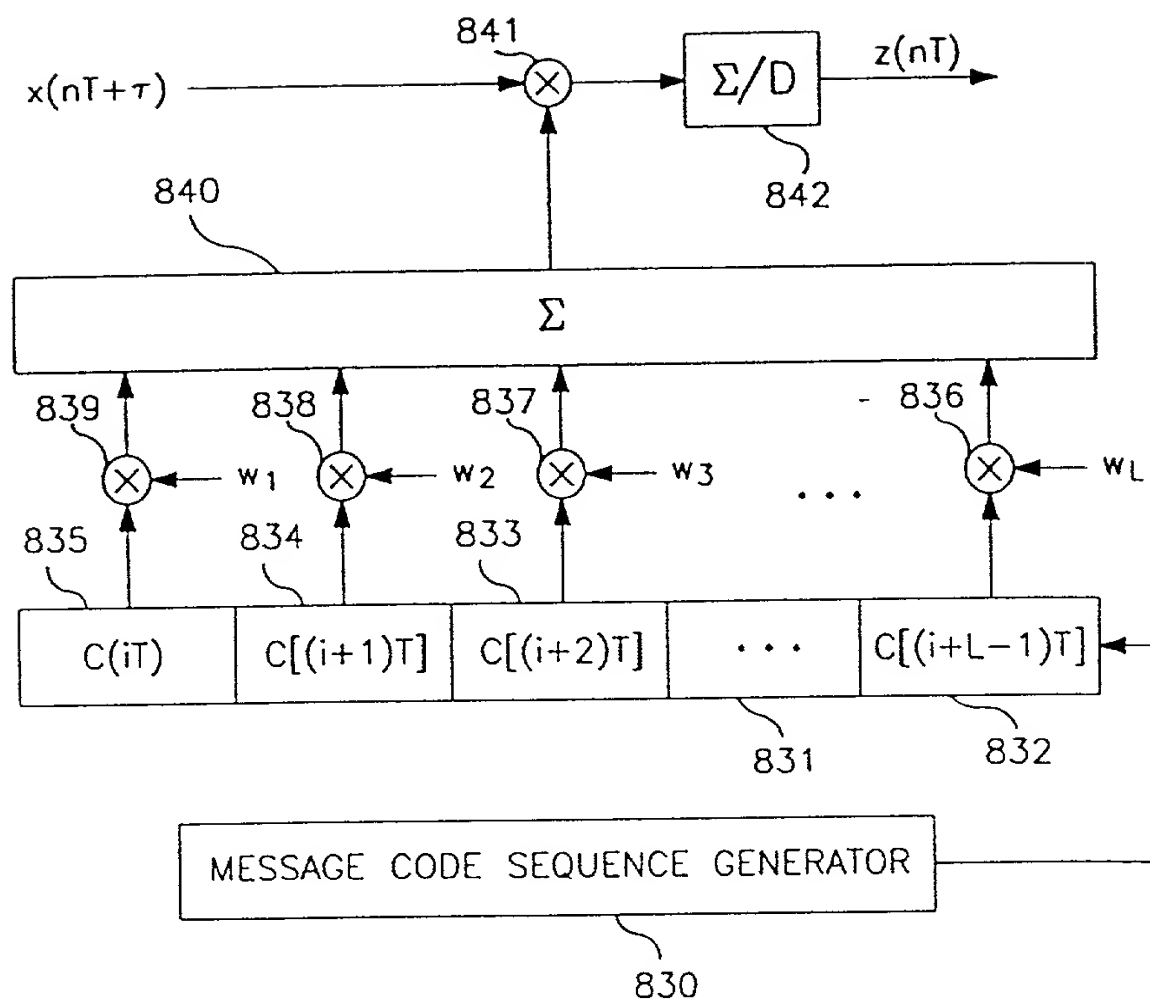 841
x(nT+τ)
Σ/D
z(nT)
842
840
Σ
839
838
837
836
w1
w2
w3
...
wL
835
834
833
C(iT)
C[(i+1)T]
C[(i+2)T]
...
C[(i+L-1)T]
831
832
MESSAGE CODE SEQUENCE GENERATOR
830